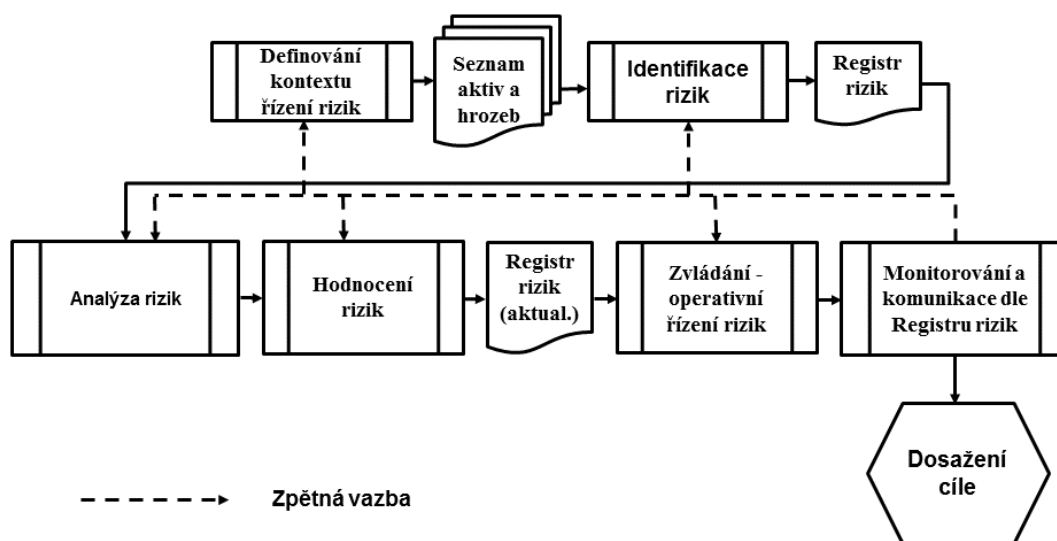 Definování
kontextu
řízení rizik
Seznam
aktiv a
hrozeb
Identifikace
rizik
Registr
rizik
Analýza rizik
Hodnocení
rizik
Registr
rizik
(aktual.)
Zvládání -
operativní
řízení rizik
Monitorování a
komunikace dle
Registru rizik
Dosažení
cíle
Zpětná vazba